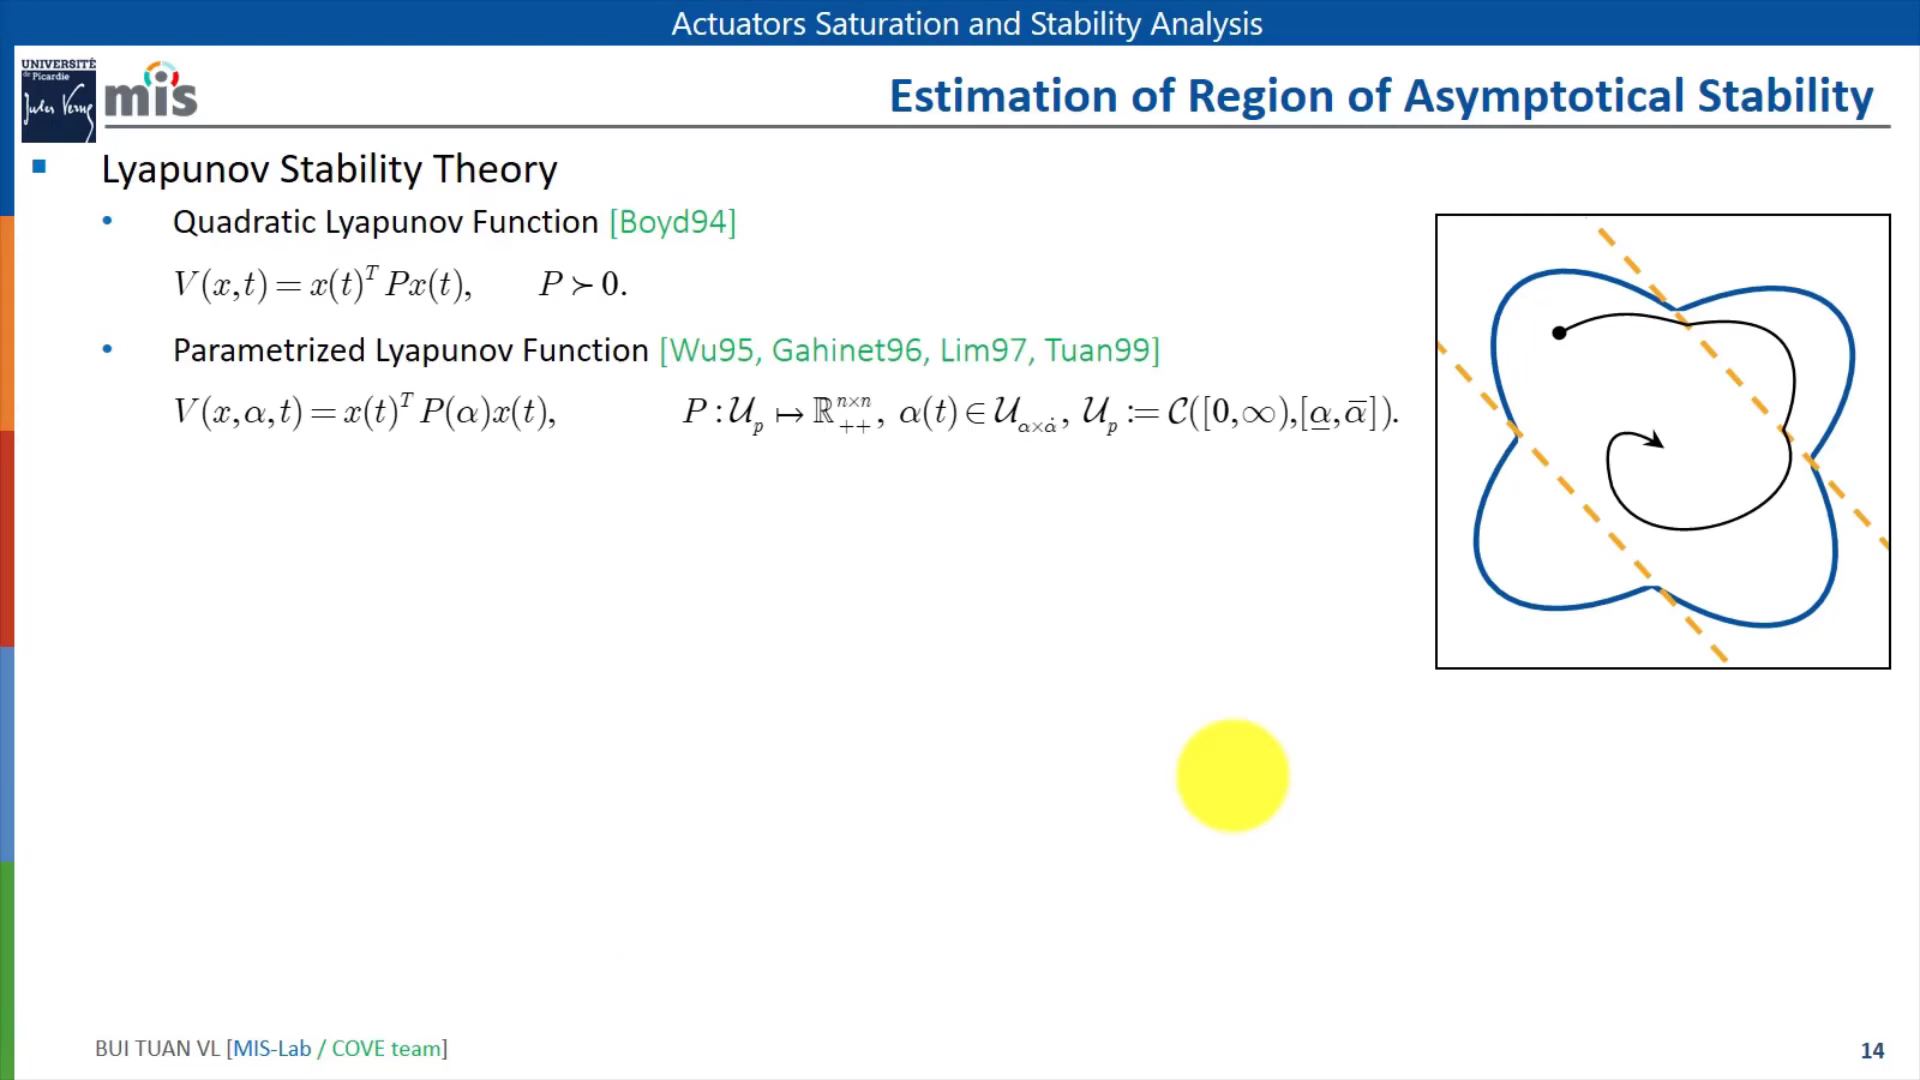 Actuators Saturation and Stability Analysis
UNIVERSITÉ
de Picardie
Jules Verne
mis
Estimation of Region of Asymptotical Stability
Lyapunov Stability Theory
• Quadratic Lyapunov Function [Boyd94]
V(x,t) = x(t)^T Px(t), P ≻ 0.
• Parametrized Lyapunov Function [Wu95, Gahinet96, Lim97, Tuan99]
V(x,α,t) = x(t)^T P(α)x(t), P : 𝒰_p ↦ ℝ^{n×n}_{++}, α(t) ∈ 𝒰_{α×α̇}, 𝒰_p := 𝒞([0,∞),[α̲,ᾱ]).
BUI TUAN VL [MIS-Lab / COVE team]
14